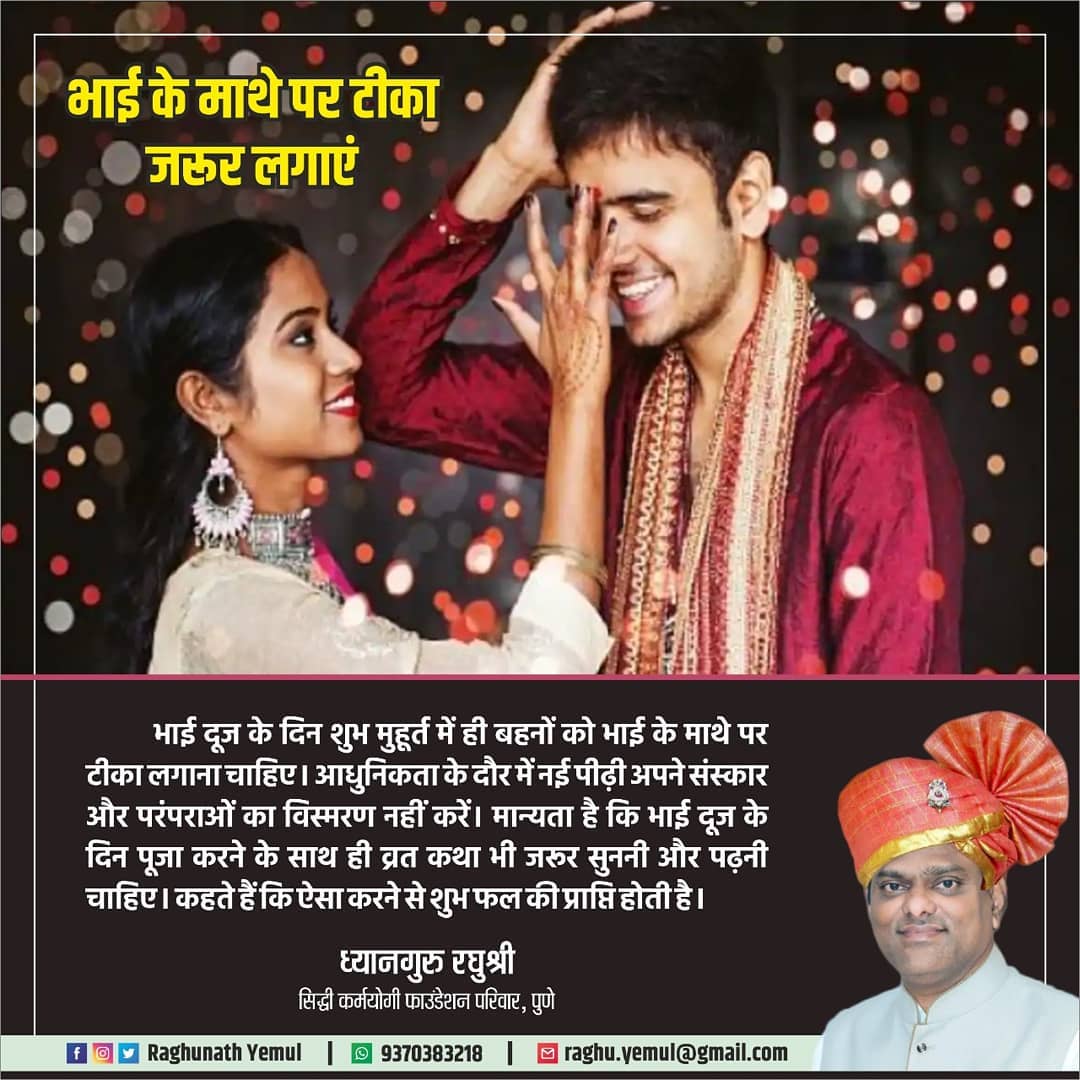 भाई के माथे पर टीका
जरूर लगाएं
भाई दूज के दिन शुभ मुहूर्त में ही बहनों को भाई के माथे पर
टीका लगाना चाहिए। आधुनिकता के दौर में नई पीढ़ी अपने संस्कार
और परंपराओं का विस्मरण नहीं करें। मान्यता है कि भाई दूज के
दिन पूजा करने के साथ ही व्रत कथा भी जरूर सुननी और पढ़नी
चाहिए। कहते हैं कि ऐसा करने से शुभ फल की प्राप्ति होती है।
ध्यानगुरु रघुश्री
सिद्धी कर्मयोगी फाउंडेशन परिवार, पुणे
Raghunath Yemul | 9370383218 | raghu.yemul@gmail.com